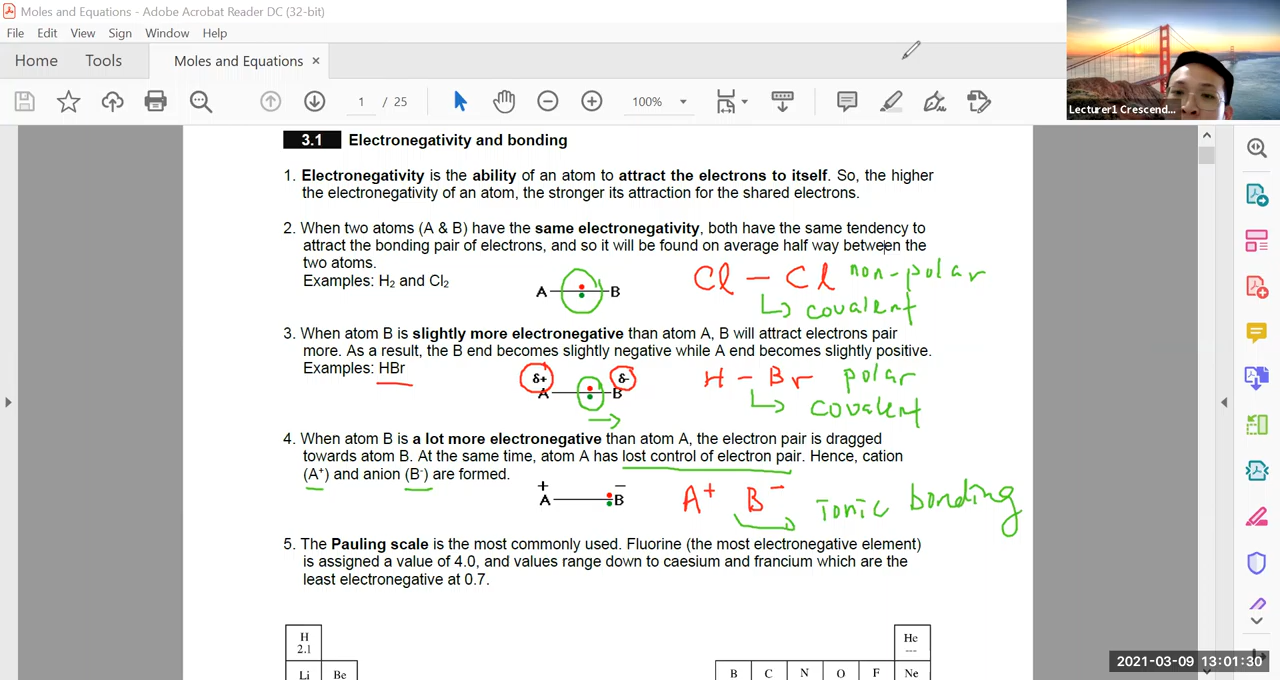 Moles and Equations - Adobe Acrobat Reader DC (32-bit)
File Edit View Sign Window Help
Home Tools Moles and Equations ×
1 / 25 100%
Lecturer1 Crescend...
3.1 Electronegativity and bonding
1. Electronegativity is the ability of an atom to attract the electrons to itself. So, the higher
the electronegativity of an atom, the stronger its attraction for the shared electrons.
2. When two atoms (A & B) have the same electronegativity, both have the same tendency to
attract the bonding pair of electrons, and so it will be found on average half way between the
two atoms.
Examples: H2 and Cl2
A B
Cl - Cl non-polar
↳ covalent
3. When atom B is slightly more electronegative than atom A, B will attract electrons pair
more. As a result, the B end becomes slightly negative while A end becomes slightly positive.
Examples: HBr
δ+ δ-
A B
H - Br polar
↳ covalent
4. When atom B is a lot more electronegative than atom A, the electron pair is dragged
towards atom B. At the same time, atom A has lost control of electron pair. Hence, cation
(A+) and anion (B-) are formed.
+ −
A B
A+ B− Ionic bonding
5. The Pauling scale is the most commonly used. Fluorine (the most electronegative element)
is assigned a value of 4.0, and values range down to caesium and francium which are the
least electronegative at 0.7.
H He
2.1 ---
Li Be B C N O F Ne
2021-03-09 13:01:30